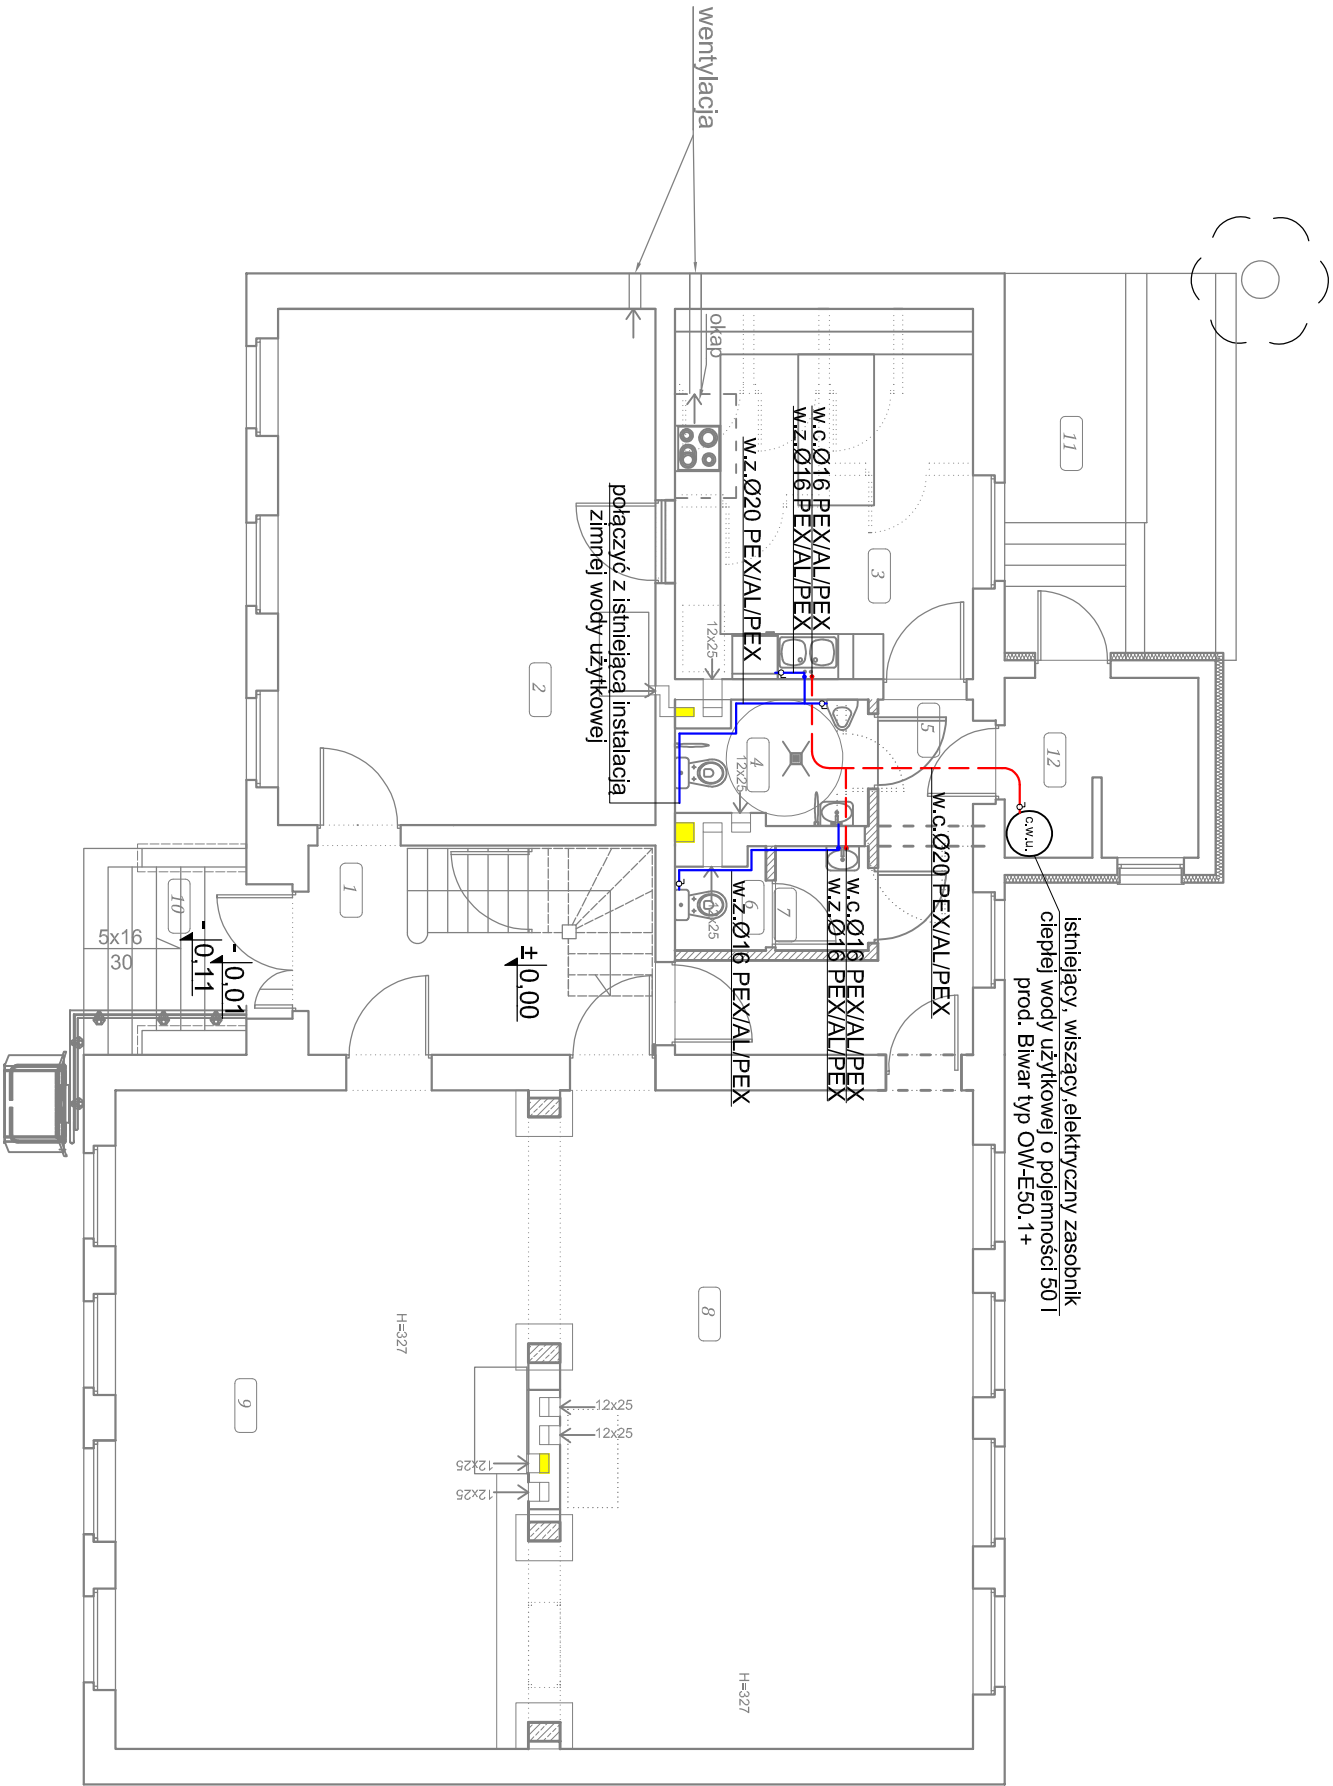 wentylacja
okap
11
3
w.c.Ø16 PEX/AL/PEX
w.z.Ø16 PEX/AL/PEX
w.z.Ø20 PEX/AL/PEX
połączyć z istniejąca instalacją
zimnej wody użytkowej
2
12x25
5
4
12x25
12
c.w.u.
w.c.Ø20 PEX/AL/PEX
istniejący, wiszący,elektryczny zasobnik
ciepłej wody użytkowej o pojemności 50 l
prod. Biwar typ OW-E50.1+
1
10
5x16
30
- 0,11
- 0,01
± 0,00
6
7
12x25
w.c.Ø16 PEX/AL/PEX
w.z.Ø16 PEX/AL/PEX
w.z.Ø16 PEX/AL/PEX
8
H=327
9
12x25
12x25
12x25
12x25
H=327